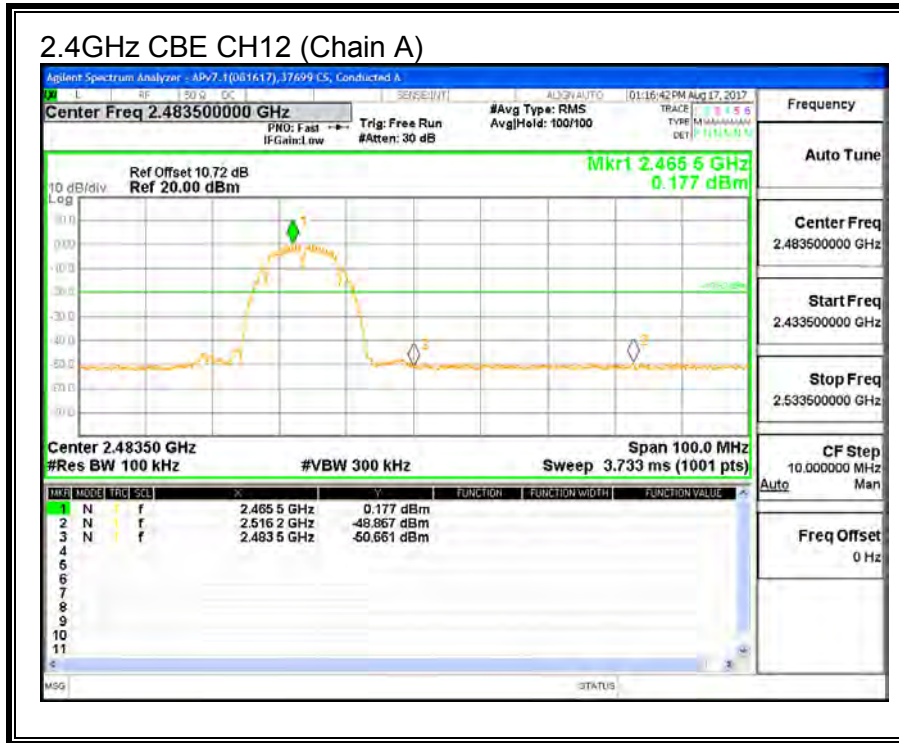 2.4GHz CBE CH12 (Chain A)
Agilent Spectrum Analyzer - APv7.1(081617),37699 CS, Conducted A
L RF 50 Ω DC SENSE:INT ALIGN AUTO 01:16:42 PM Aug 17, 2017
Center Freq 2.483500000 GHz
PNO: Fast
IFGain:Low
Trig: Free Run
#Atten: 30 dB
#Avg Type: RMS
Avg|Hold: 100/100
TRACE
TYPE
DET
Frequency
Auto Tune
Mkr1 2.465 6 GHz
0.177 dBm
Ref Offset 10.72 dB
10 dB/div Ref 20.00 dBm
Log
1
3
2
Center 2.48350 GHz
Span 100.0 MHz
#Res BW 100 kHz
#VBW 300 kHz
Sweep 3.733 ms (1001 pts)
Center Freq
2.483500000 GHz
Start Freq
2.433500000 GHz
Stop Freq
2.533500000 GHz
CF Step
10.000000 MHz
Auto Man
Freq Offset
0 Hz
MKR MODE TRC SCL X Y FUNCTION FUNCTION WIDTH FUNCTION VALUE
1 N f 2.465 5 GHz 0.177 dBm
2 N f 2.516 2 GHz -48.867 dBm
3 N f 2.483 5 GHz -50.661 dBm
4
5
6
7
8
9
10
11
MSG STATUS